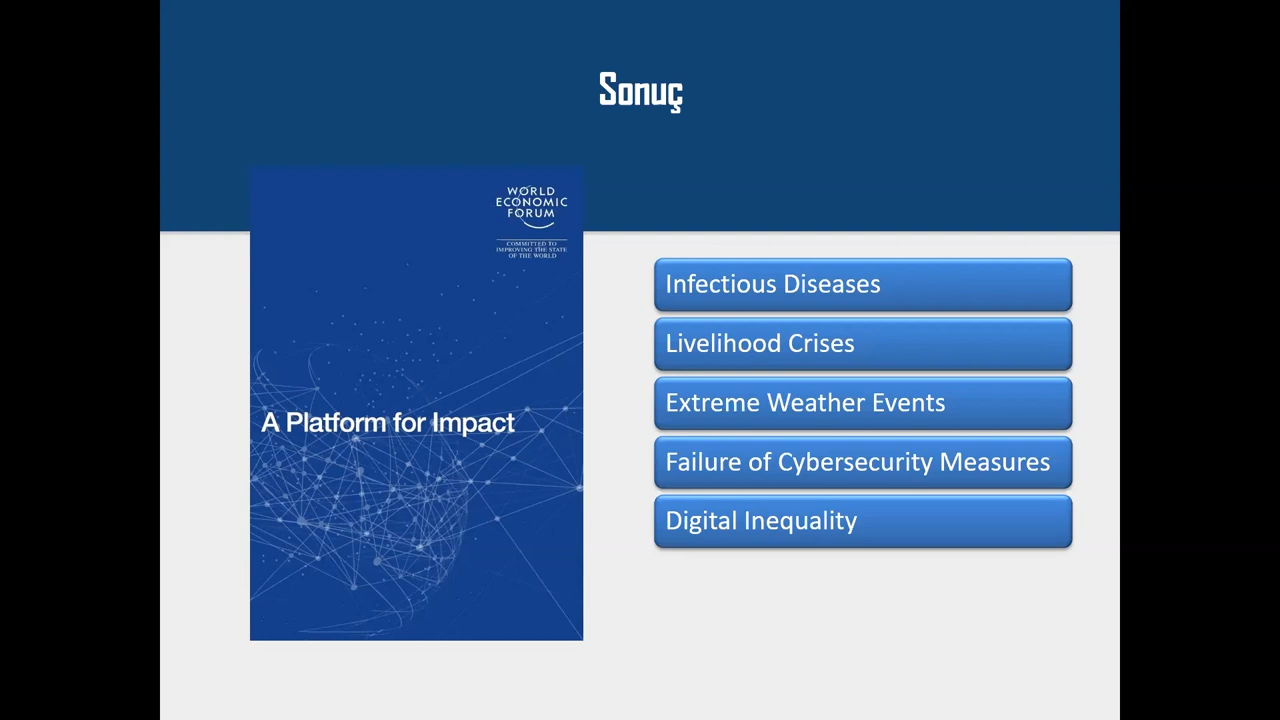 Sonuç
WORLD
ECONOMIC
FORUM
COMMITTED TO
IMPROVING THE STATE
OF THE WORLD
A Platform for Impact
Infectious Diseases
Livelihood Crises
Extreme Weather Events
Failure of Cybersecurity Measures
Digital Inequality